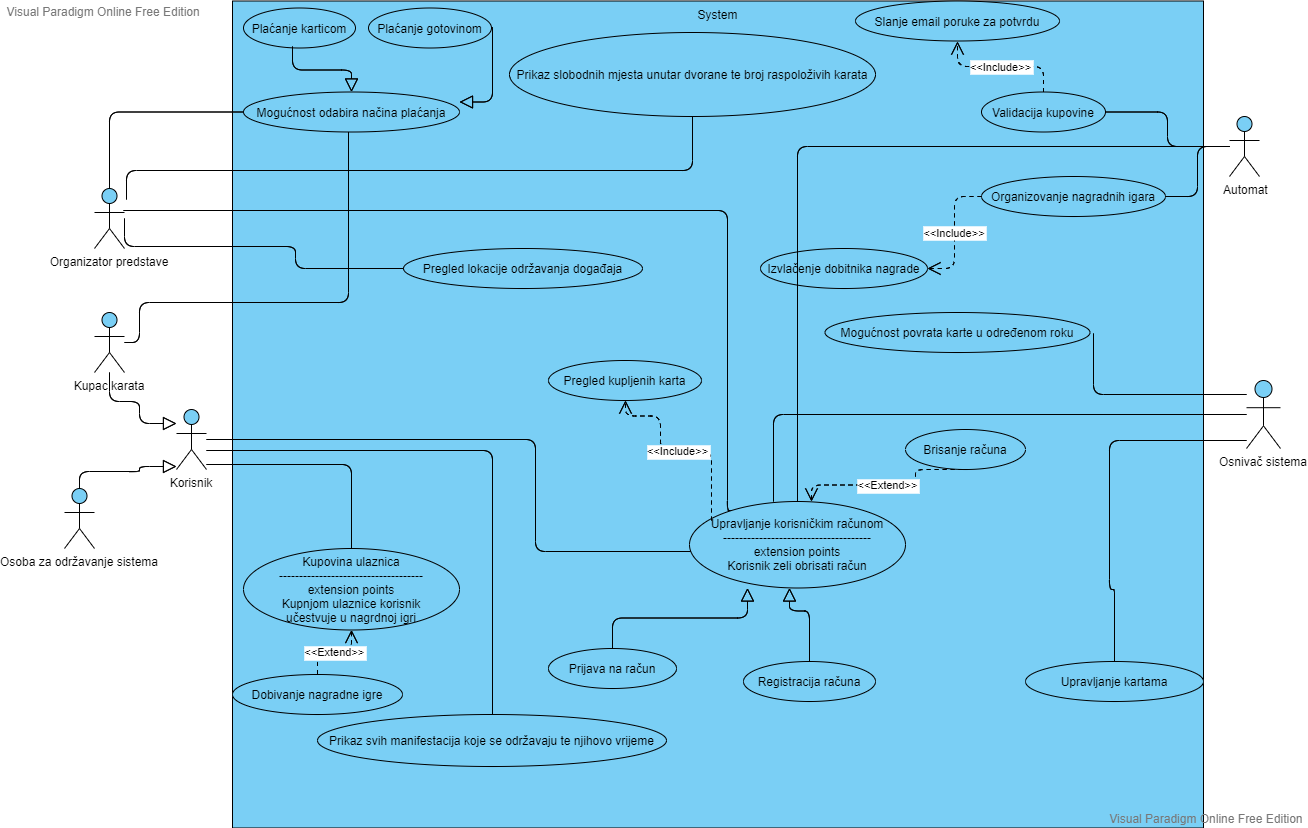 Visual Paradigm Online Free Edition
System
Plaćanje karticom
Plaćanje gotovinom
Slanje email poruke za potvrdu
<<Include>>
Prikaz slobodnih mjesta unutar dvorane te broj raspoloživih karata
Mogućnost odabira načina plaćanja
Validacija kupovine
Automat
Organizovanje nagradnih igara
<<Include>>
Organizator predstave
Pregled lokacije održavanja događaja
Izvlačenje dobitnika nagrade
Mogućnost povrata karte u određenom roku
Kupac karata
Pregled kupljenih karta
<<Include>>
Brisanje računa
<<Extend>>
Osnivač sistema
Korisnik
Upravljanje korisničkim računom
-----------------------------------
extension points
Korisnik zeli obrisati račun
Osoba za održavanje sistema
Kupovina ulaznica
----------------------------------
extension points
Kupnjom ulaznice korisnik
učestvuje u nagrdnoj igri
<<Extend>>
Prijava na račun
Registracija računa
Upravljanje kartama
Dobivanje nagradne igre
Prikaz svih manifestacija koje se održavaju te njihovo vrijeme
Visual Paradigm Online Free Edition